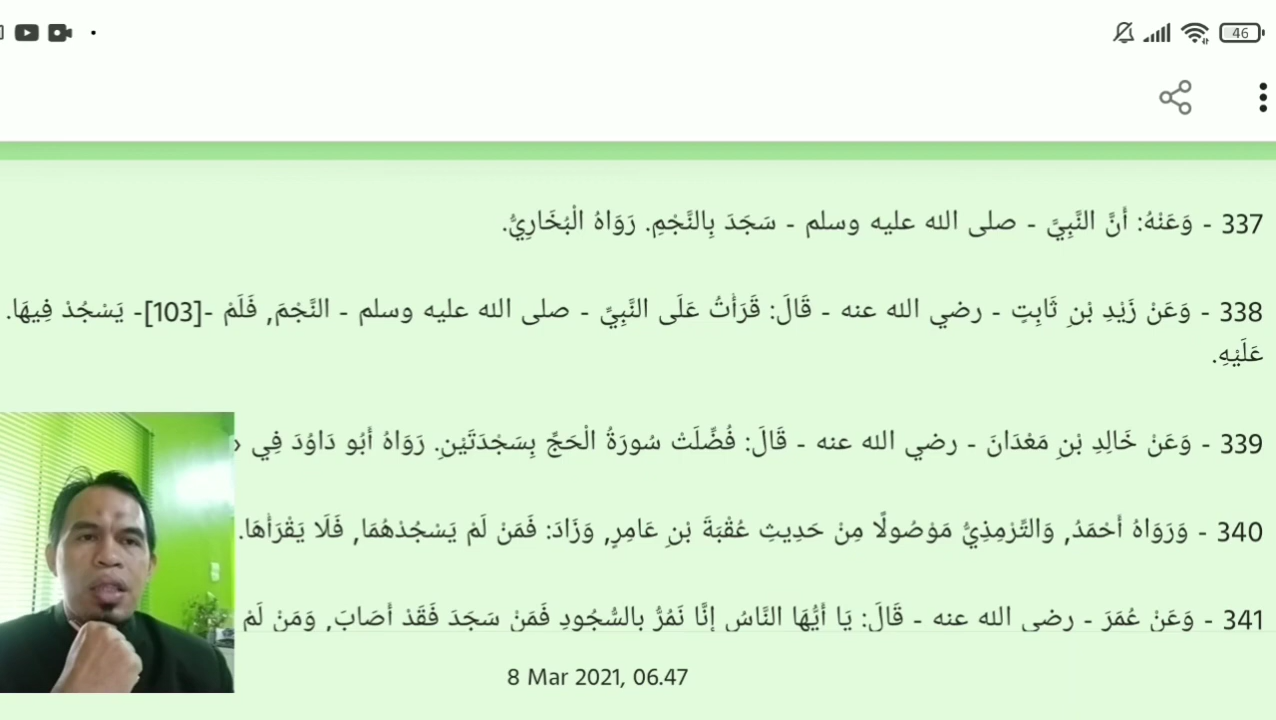 46
337 - وَعَنْهُ: أَنَّ النَّبِيَّ - صلى الله عليه وسلم - سَجَدَ بِالنَّجْمِ. رَوَاهُ الْبُخَارِيُّ.
338 - وَعَنْ زَيْدِ بْنِ ثَابِتٍ - رضي الله عنه - قَالَ: قَرَأْتُ عَلَى النَّبِيِّ - صلى الله عليه وسلم - النَّجْمَ, فَلَمْ -[103]- يَسْجُدْ فِيهَا.
عَلَيْهِ.
339 - وَعَنْ خَالِدِ بْنِ مَعْدَانَ - رضي الله عنه - قَالَ: فُضِّلَتْ سُورَةُ الْحَجِّ بِسَجْدَتَيْنِ. رَوَاهُ أَبُو دَاوُدَ فِي
340 - وَرَوَاهُ أَحْمَدُ, وَالتِّرْمِذِيُّ مَوْصُولًا مِنْ حَدِيثِ عُقْبَةَ بْنِ عَامِرٍ, وَزَادَ: فَمَنْ لَمْ يَسْجُدْهُمَا, فَلَا يَقْرَأْهَا.
341 - وَعَنْ عُمَرَ - رضي الله عنه - قَالَ: يَا أَيُّهَا النَّاسُ إِنَّا نَمُرُّ بِالسُّجُودِ فَمَنْ سَجَدَ فَقَدْ أَصَابَ, وَمَنْ لَمْ
8 Mar 2021, 06.47